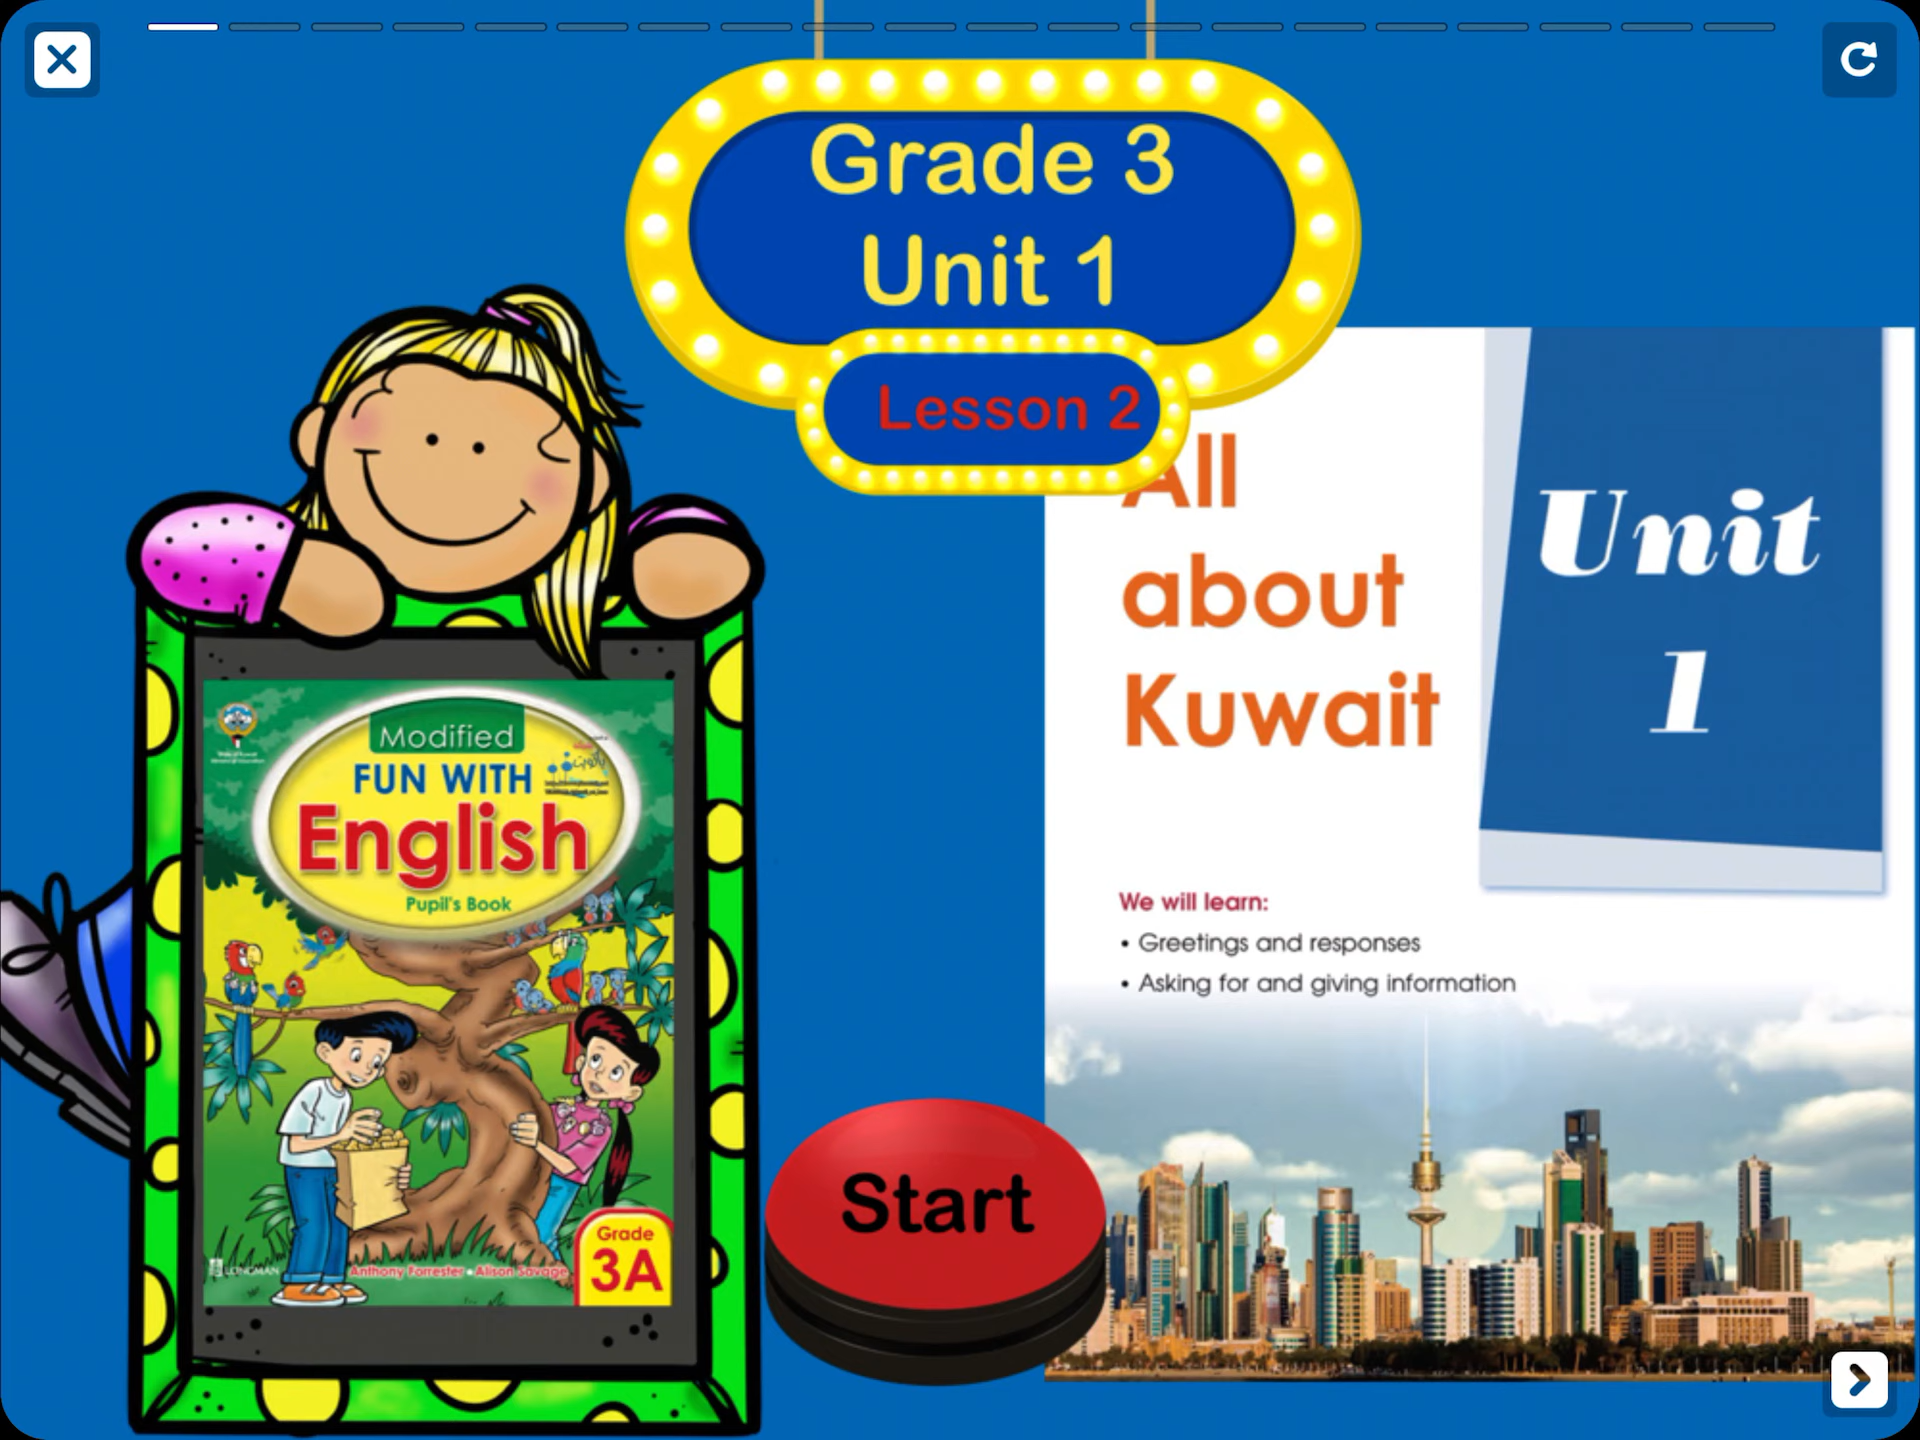 Grade 3
Unit 1
Lesson 2
All
about
Kuwait
Unit
1
We will learn:
• Greetings and responses
• Asking for and giving information
Modified
FUN WITH
English
Pupil's Book
Grade
3A
LONGMAN
Anthony Forrester • Alison Savage
Start